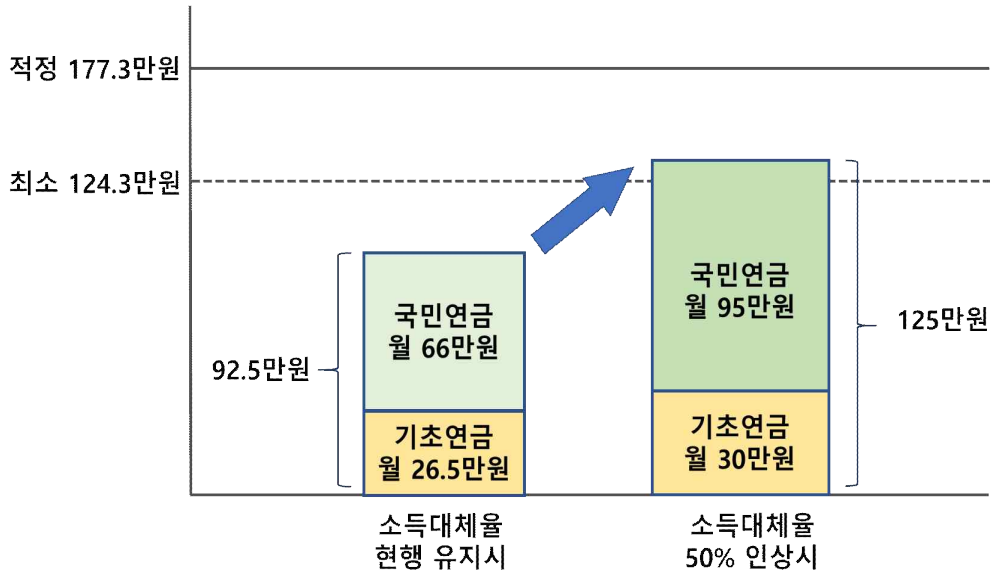 적정 177.3만원
최소 124.3만원
국민연금
월 66만원
기초연금
월 26.5만원
92.5만원
국민연금
월 95만원
기초연금
월 30만원
125만원
소득대체율
현행 유지시
소득대체율
50% 인상시